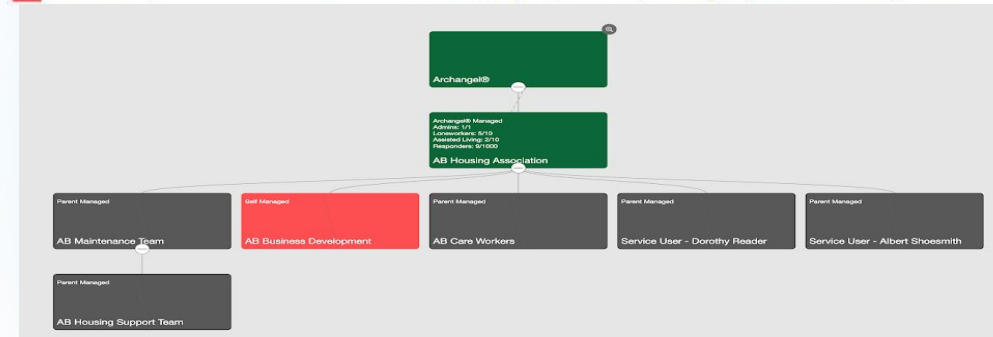 Archangel®
Archangel® Managed
Admins: 1/1
Loneworkers: 5/10
Assisted Living: 2/10
Responders: 9/1000
AB Housing Association
Parent Managed
AB Maintenance Team
Self Managed
AB Business Development
Parent Managed
AB Care Workers
Parent Managed
Service User - Dorothy Reader
Parent Managed
Service User - Albert Shoesmith
Parent Managed
AB Housing Support Team